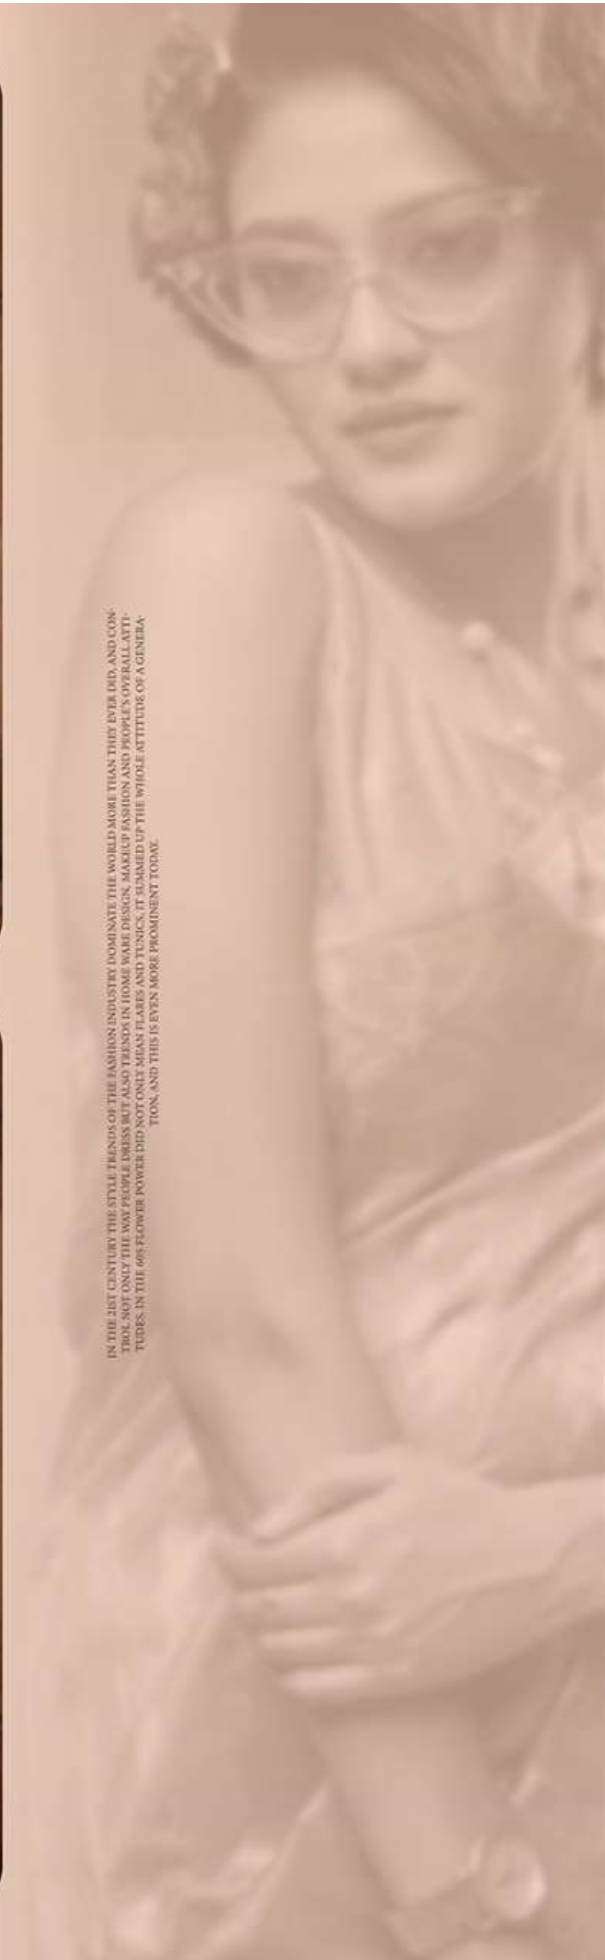 IN THE 21ST CENTURY THE STYLE TRENDS OF THE FASHION INDUSTRY DOMINATE THE WORLD MORE THAN THEY EVER DID, AND CON-
TROL NOT ONLY THE WAY PEOPLE DRESS BUT ALSO TRENDS IN HOME WARE DESIGN, MAKEUP FASHION AND PEOPLE'S OVERALL ATTI-
TUDES. IN THE 60S FLOWER POWER DID NOT ONLY MEAN FLARES AND TUNICS, IT SUMMED UP THE WHOLE ATTITUDE OF A GENERA-
TION, AND THIS IS EVEN MORE PROMINENT TODAY.